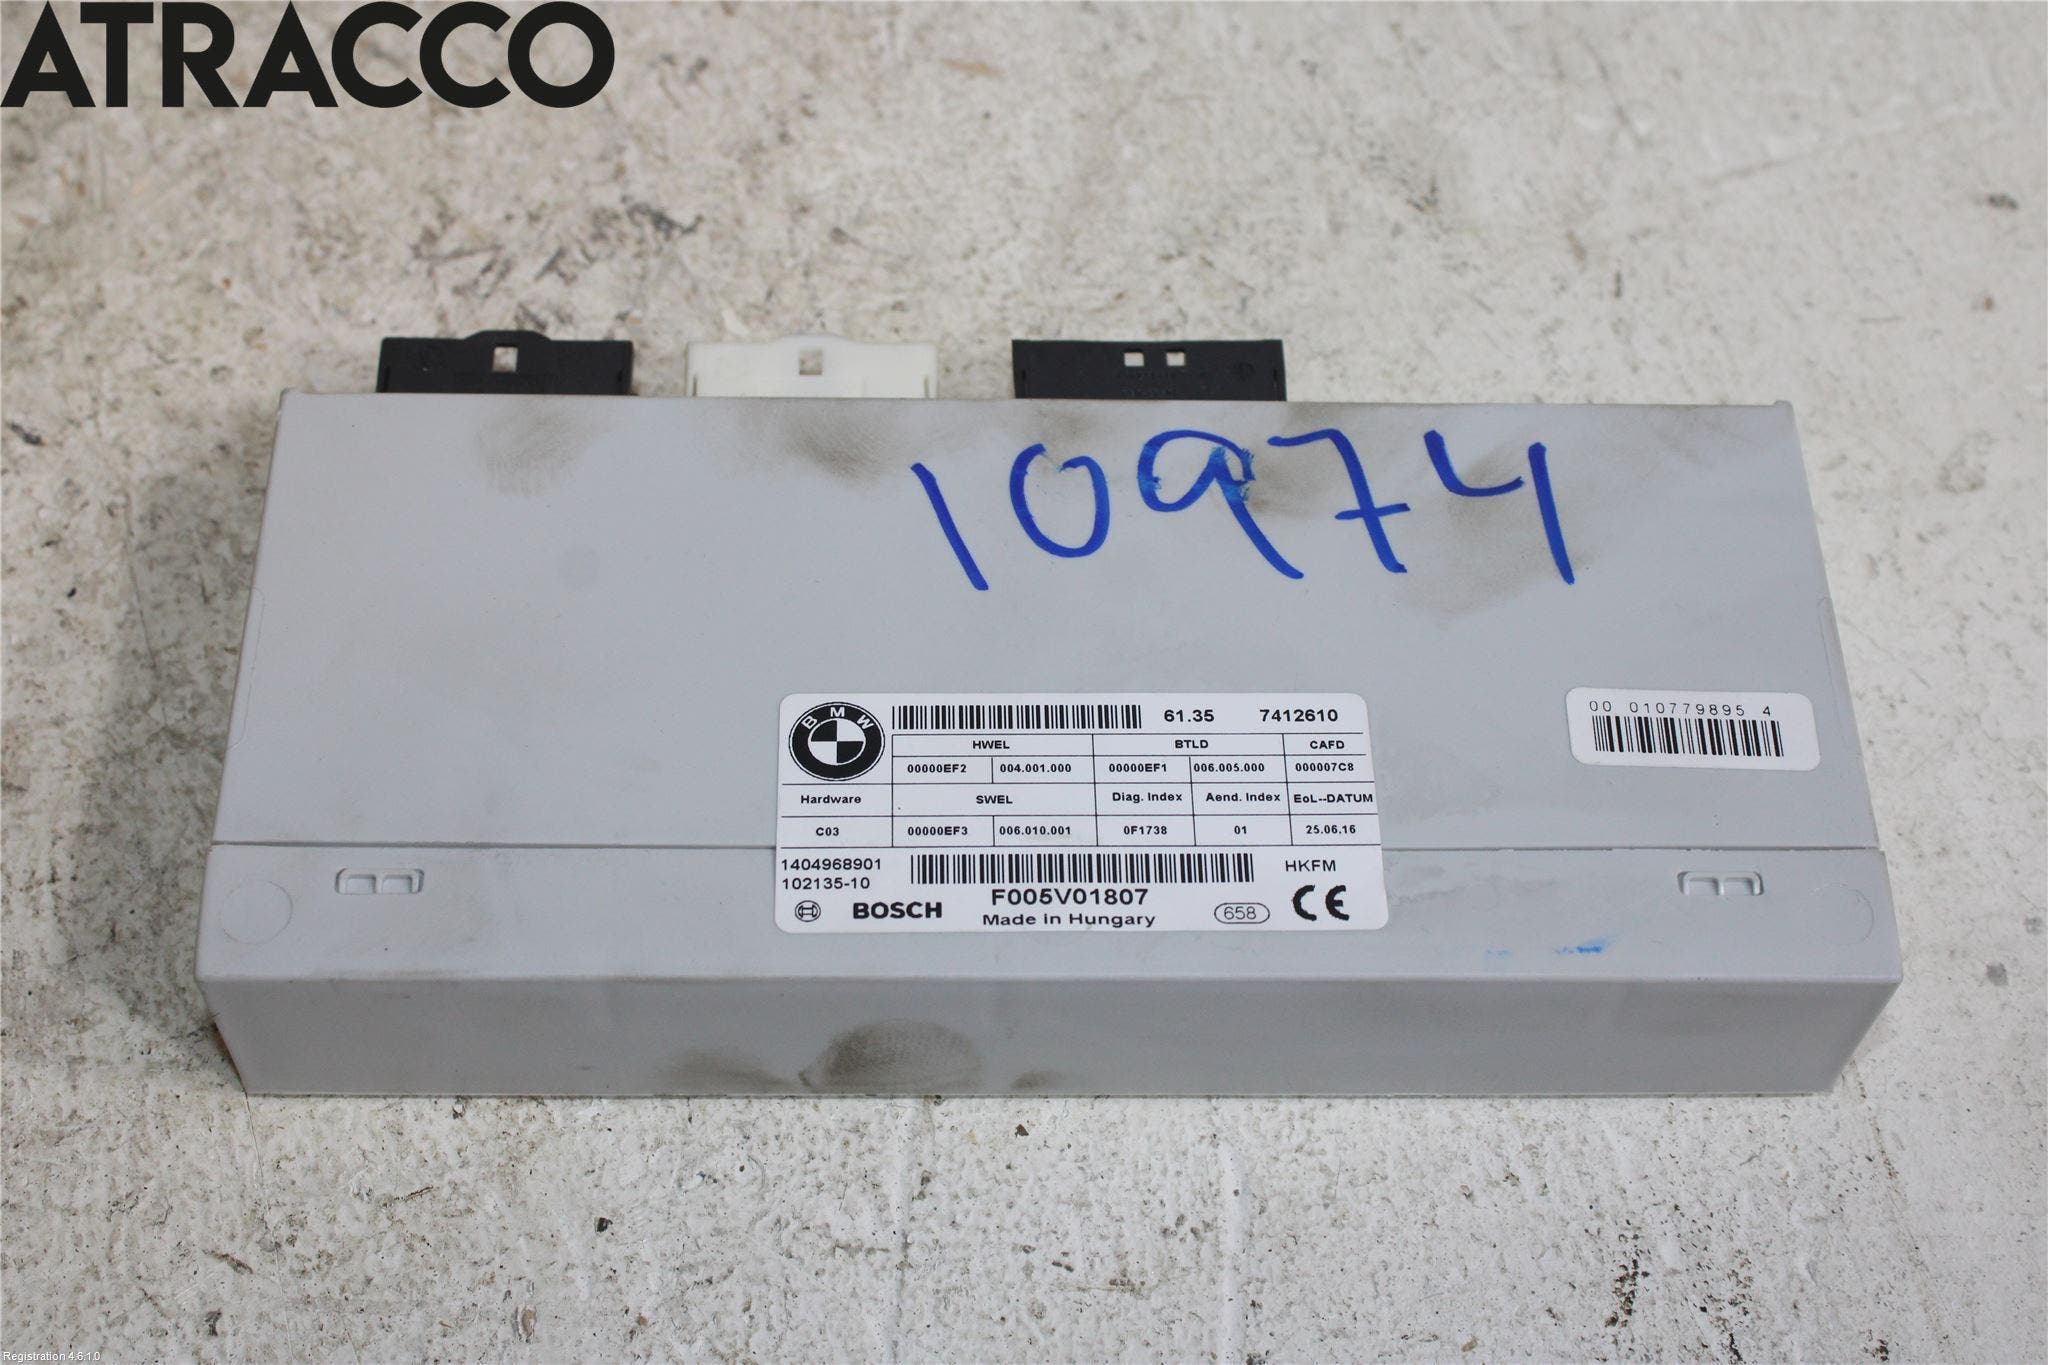 ATRACCO
10974
00 010779895 4
BMW
61.35 7412610
HWEL BTLD CAFD
00000EF2 004.001.000 00000EF1 006.005.000 000007C8
Hardware SWEL Diag. Index Aend. Index EoL--DATUM
C03 00000EF3 006.010.001 0F1738 01 25.06.16
1404968901 HKFM
102135-10
BOSCH F005V01807 658 CE
Made in Hungary
Registration 4.6.1.0